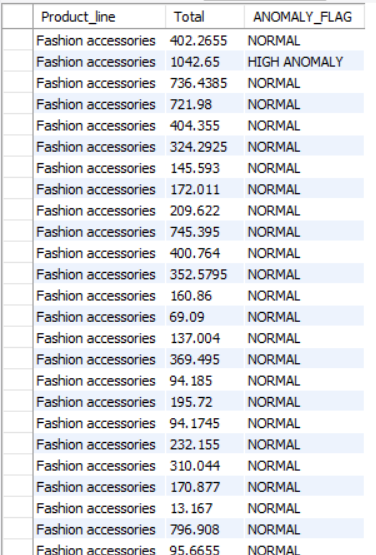 Product_line Total ANOMALY_FLAG
Fashion accessories 402.2655 NORMAL
Fashion accessories 1042.65 HIGH ANOMALY
Fashion accessories 736.4385 NORMAL
Fashion accessories 721.98 NORMAL
Fashion accessories 404.355 NORMAL
Fashion accessories 324.2925 NORMAL
Fashion accessories 145.593 NORMAL
Fashion accessories 172.011 NORMAL
Fashion accessories 209.622 NORMAL
Fashion accessories 745.395 NORMAL
Fashion accessories 400.764 NORMAL
Fashion accessories 352.5795 NORMAL
Fashion accessories 160.86 NORMAL
Fashion accessories 69.09 NORMAL
Fashion accessories 137.004 NORMAL
Fashion accessories 369.495 NORMAL
Fashion accessories 94.185 NORMAL
Fashion accessories 195.72 NORMAL
Fashion accessories 94.1745 NORMAL
Fashion accessories 232.155 NORMAL
Fashion accessories 310.044 NORMAL
Fashion accessories 170.877 NORMAL
Fashion accessories 13.167 NORMAL
Fashion accessories 796.908 NORMAL
Fashion accessories 95.6655 NORMAL